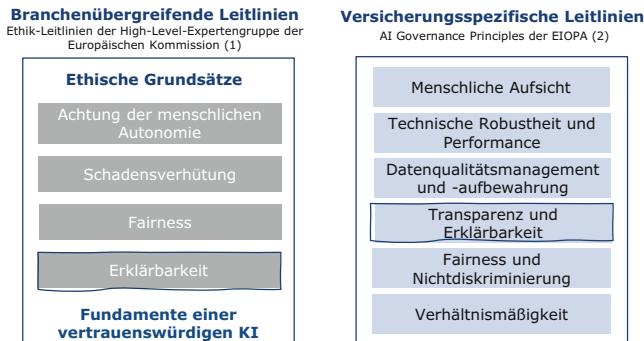 Branchenübergreifende Leitlinien
Ethik-Leitlinien der High-Level-Expertengruppe der
Europäischen Kommission (1)
Ethische Grundsätze
Achtung der menschlichen
Autonomie
Schadensverhütung
Fairness
Erklärbarkeit
Fundamente einer
vertrauenswürdigen KI
Versicherungsspezifische Leitlinien
AI Governance Principles der EIOPA (2)
Menschliche Aufsicht
Technische Robustheit und
Performance
Datenqualitätsmanagement
und -aufbewahrung
Transparenz und
Erklärbarkeit
Fairness und
Nichtdiskriminierung
Verhältnismäßigkeit